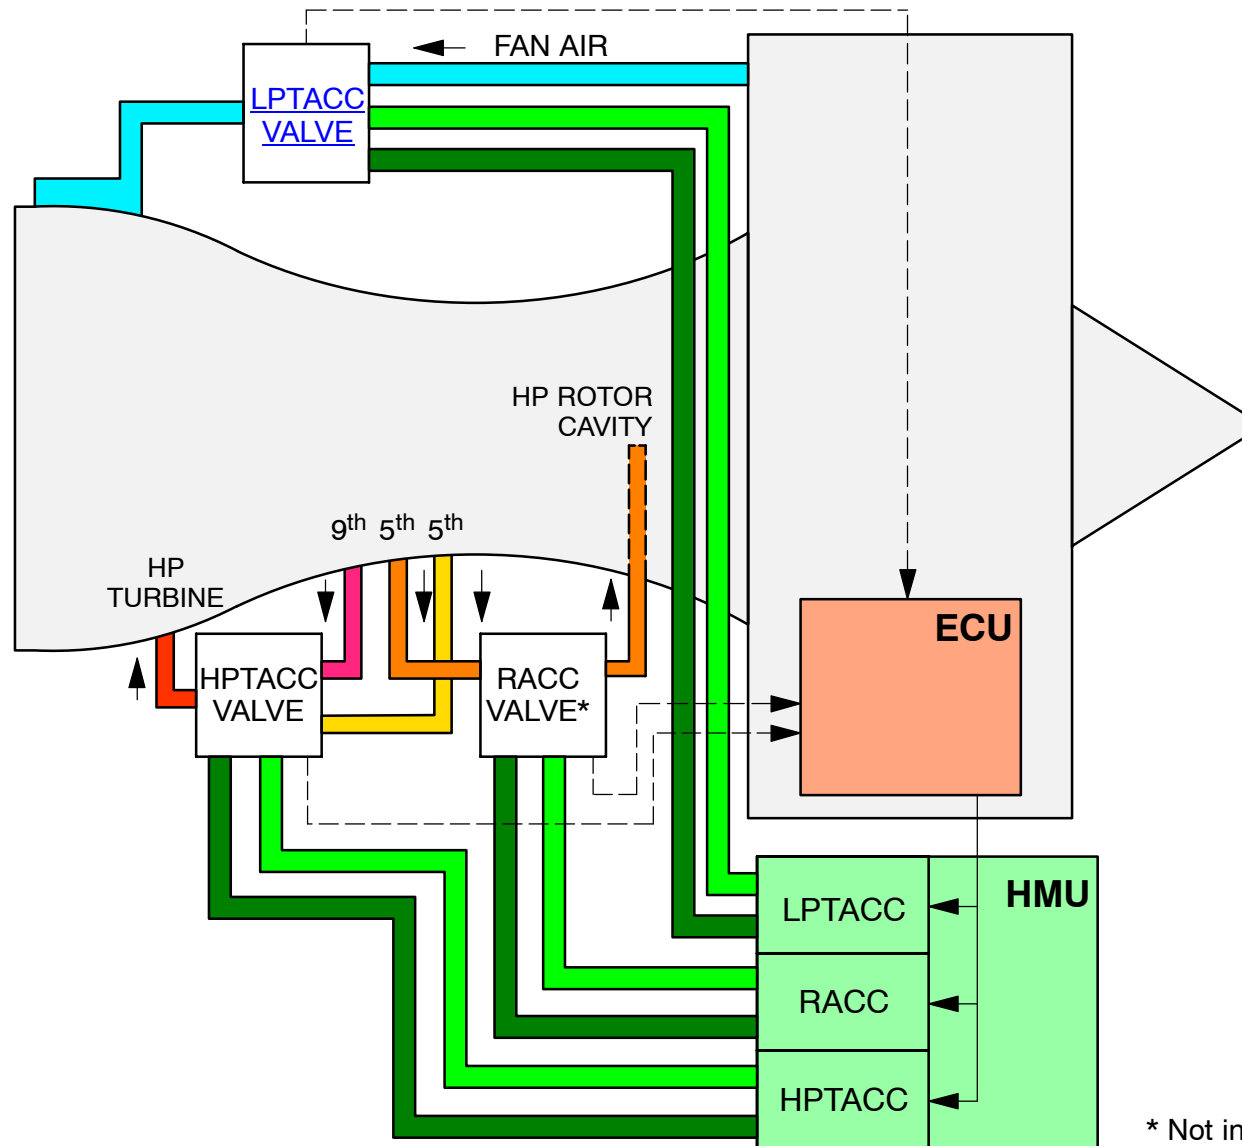 FAN AIR
LPTACC
VALVE
HP ROTOR
CAVITY
9th 5th 5th
HP
TURBINE
ECU
HPTACC
VALVE
RACC
VALVE*
HMU
LPTACC
RACC
HPTACC
* Not in